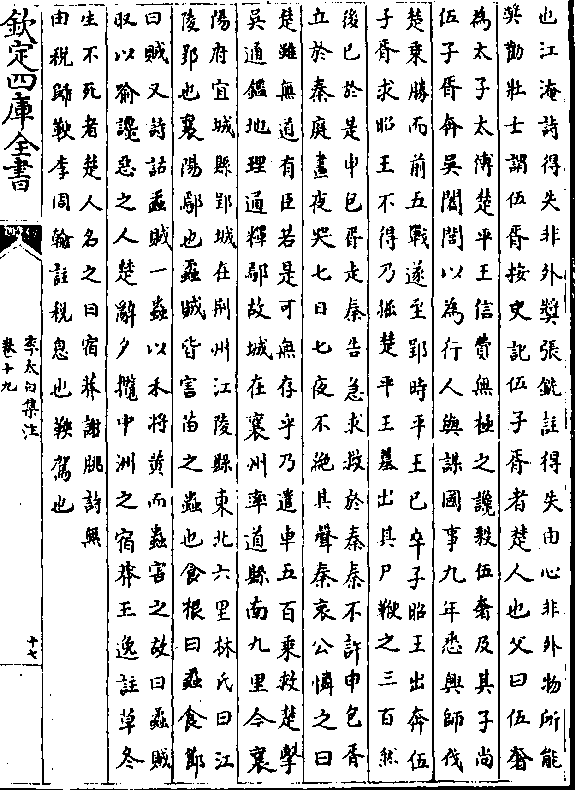 也江淹詩得失非外獎張銑註得失由心非外物所能
獎勸壯士謂伍胥按史記伍子胥者楚人也父曰伍奢
為太子太傅楚平王信費無極之讒殺伍奢及其子尚
伍子胥奔吳闔閭以為行人與謀國事九年悉興師伐
楚乘勝而前五戰遂至郢時平王已卒子昭王出奔伍
子胥求昭王不得乃掘楚平王墓出其尸鞭之三百然
後已於是申包胥走秦告急求救於秦秦不許申包胥
立於秦庭晝夜哭七日七夜不絕其聲秦哀公憐之曰
楚雖無道有臣若是可無存乎乃遣車五百乘救楚擊
吳通鑑地理通釋鄢故城在襄州率道縣南九里今襄
陽府宜城縣郢城在荆州江陵縣東北六里林氏曰江
陵郢也襄陽鄢也蟊賊皆害苗之蟲也食根曰蟊食節
曰賊又詩詁蟊賊一蟲以禾將黄而蟲害之故曰蟊賊
取以喻讒惡之人楚辭夕攬中洲之宿莽王逸註草冬
生不死者楚人名之曰宿莽謝朓詩無
由税歸鞅李周翰註税息也鞅駕也
欽定四庫全書
李太白集注
卷十九
十七